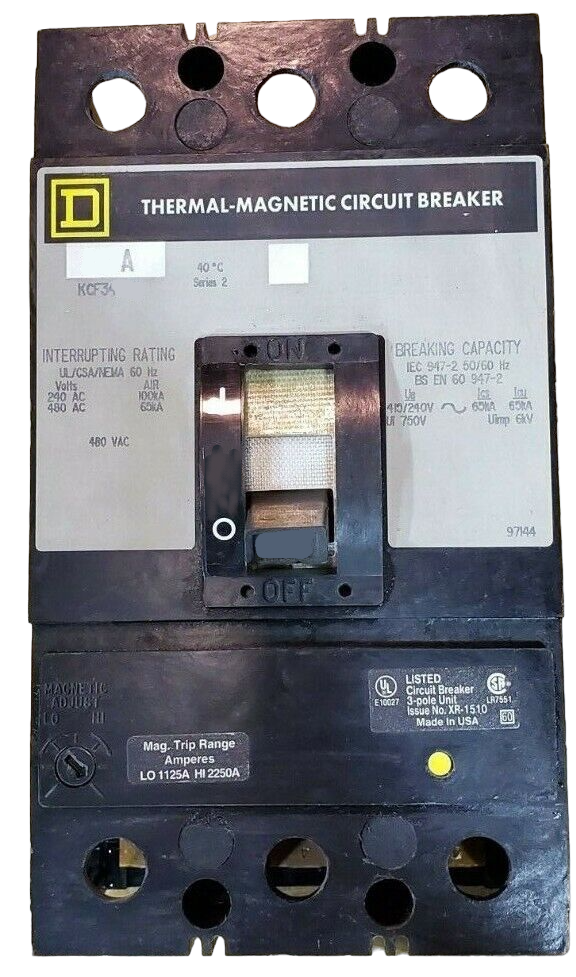 D
THERMAL-MAGNETIC CIRCUIT BREAKER
A
40°C
Series 2
KCF34
INTERRUPTING RATING
UL/CSA/NEMA 60 Hz
Volts AIR
240 AC 100kA
480 AC 65kA
480 VAC
ON
I
O
OFF
BREAKING CAPACITY
IEC 947-2 50/60 Hz
BS EN 60 947-2
Ue Ics Icu
415/240V 65kA 65kA
Ui 750V Uimp 6kV
97144
MAGNETIC
ADJUST
LO HI
Mag. Trip Range
Amperes
LO 1125A HI 2250A
UL
E10027
LISTED
Circuit Breaker
3-pole Unit
Issue No. XR-1510
Made in USA
LR7551
60